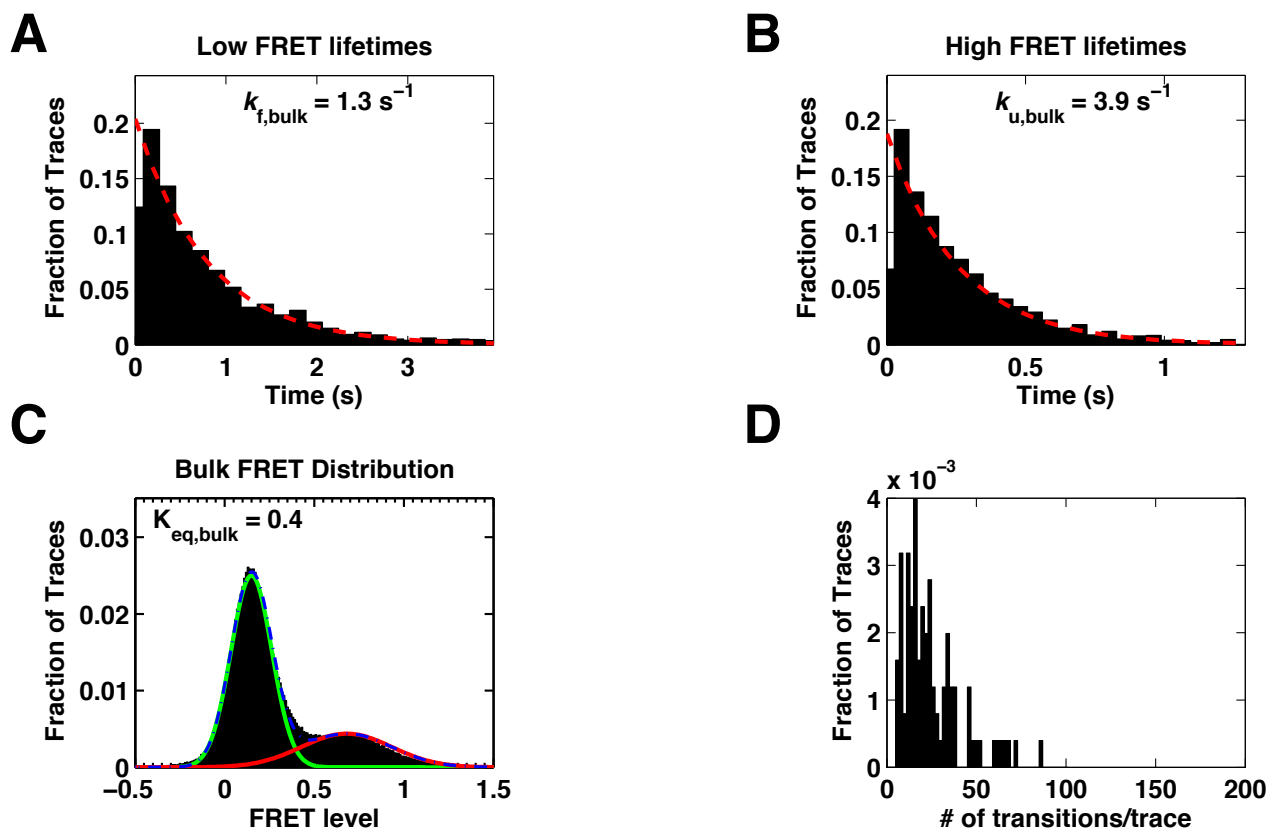 A
Low FRET lifetimes
k_f,bulk = 1.3 s⁻¹
Fraction of Traces
0.2
0.15
0.1
0.05
0
0 1 2 3
Time (s)
B
High FRET lifetimes
k_u,bulk = 3.9 s⁻¹
Fraction of Traces
0.2
0.15
0.1
0.05
0
0 0.5 1
Time (s)
C
Bulk FRET Distribution
K_eq,bulk = 0.4
Fraction of Traces
0.03
0.02
0.01
0
−0.5 0 0.5 1 1.5
FRET level
D
x 10⁻³
Fraction of Traces
4
3
2
1
0
0 50 100 150 200
# of transitions/trace